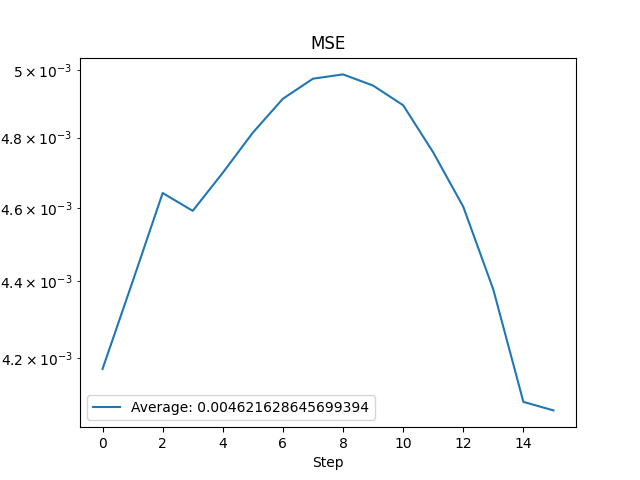 MSE
5 × 10⁻³
4.8 × 10⁻³
4.6 × 10⁻³
4.4 × 10⁻³
4.2 × 10⁻³
Average: 0.004621628645699394
0 2 4 6 8 10 12 14
Step